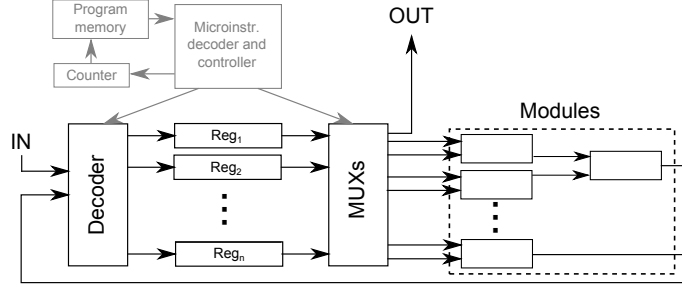 Program
memory
Microinstr.
decoder and
controller
Counter
OUT
IN
Decoder
Reg1
Reg2
Regn
MUXs
Modules